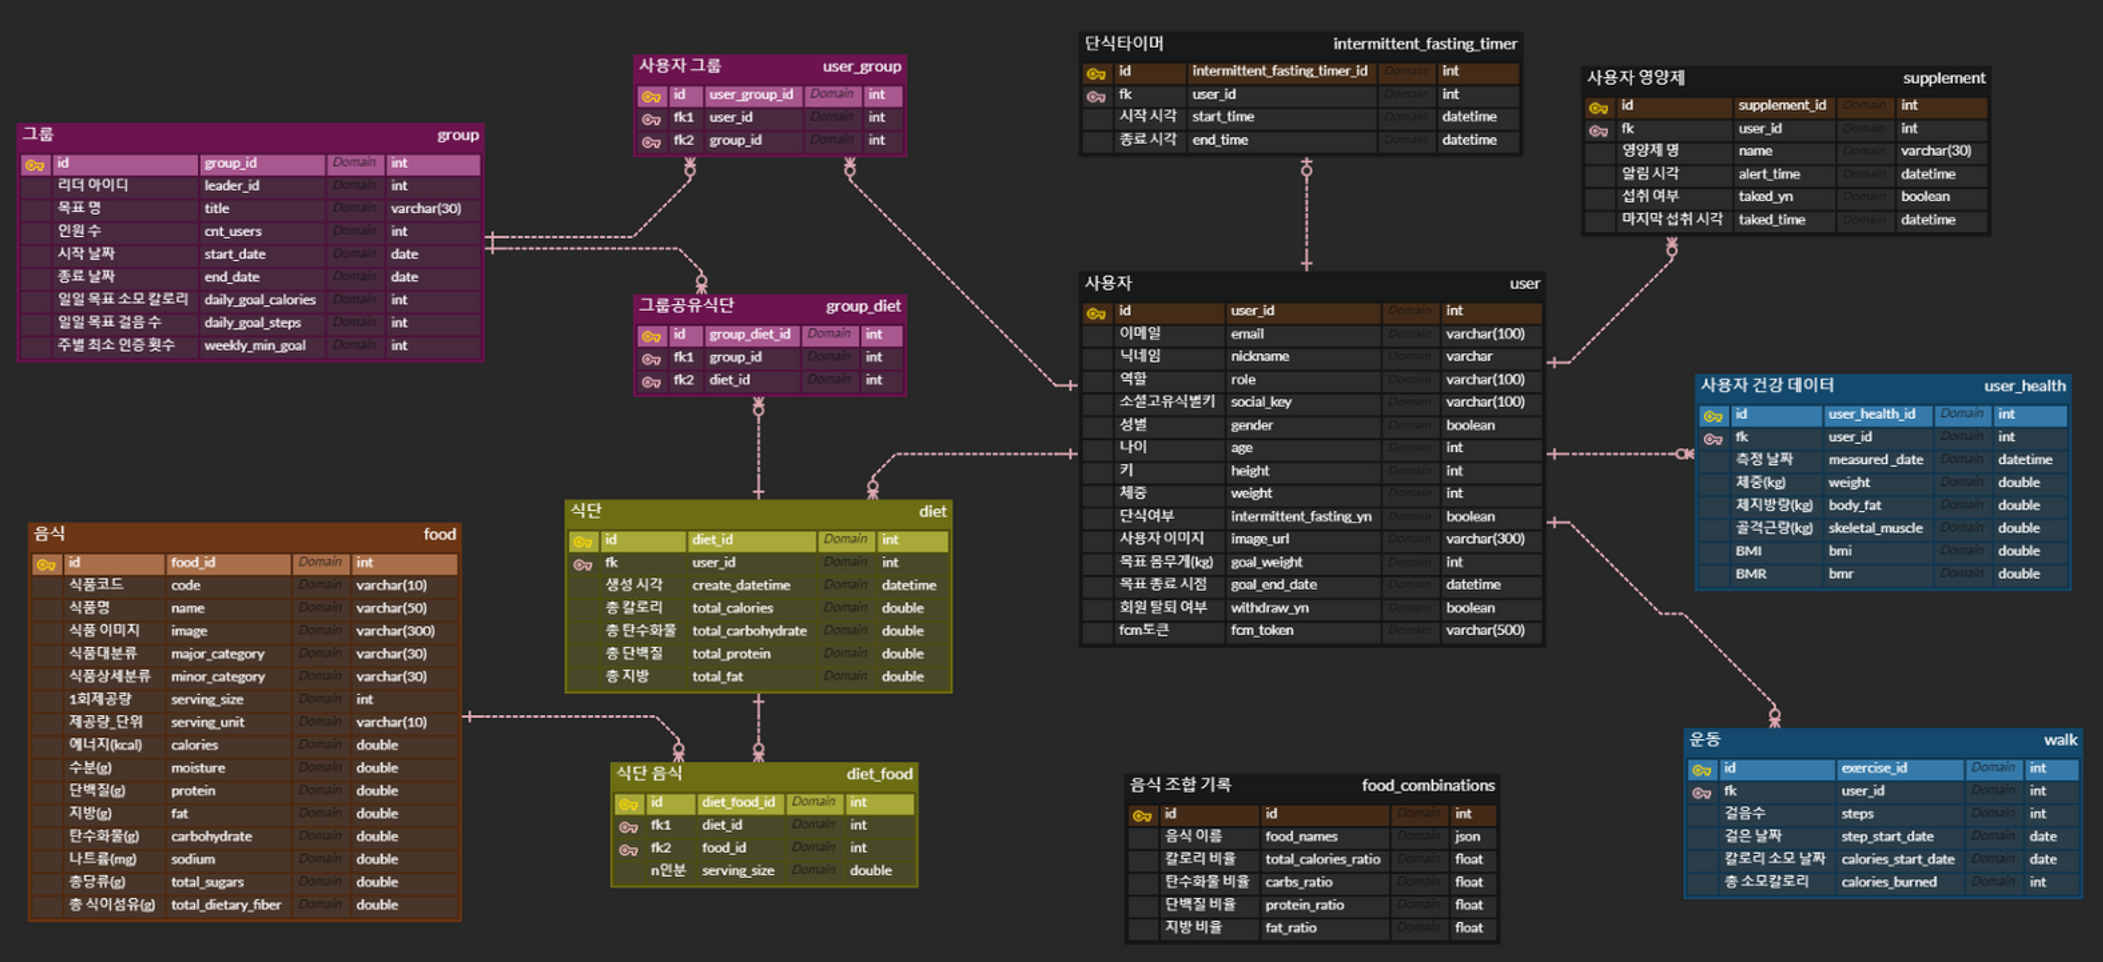 그룹 group
id group_id Domain int
리더 아이디 leader_id Domain int
목표 명 title Domain varchar(30)
인원 수 cnt_users Domain int
시작 날짜 start_date Domain date
종료 날짜 end_date Domain date
일일 목표 소모 칼로리 daily_goal_calories Domain int
일일 목표 걸음 수 daily_goal_steps Domain int
주별 최소 인증 횟수 weekly_min_goal Domain int
사용자 그룹 user_group
id user_group_id Domain int
fk1 user_id Domain int
fk2 group_id Domain int
그룹공유식단 group_diet
id group_diet_id Domain int
fk1 group_id Domain int
fk2 diet_id Domain int
단식타이머 intermittent_fasting_timer
id intermittent_fasting_timer_id Domain int
fk user_id Domain int
시작 시각 start_time Domain datetime
종료 시각 end_time Domain datetime
사용자 영양제 supplement
id supplement_id Domain int
fk user_id Domain int
영양제 명 name Domain varchar(30)
알림 시각 alert_time Domain datetime
섭취 여부 taked_yn Domain boolean
마지막 섭취 시각 taked_time Domain datetime
사용자 user
id user_id Domain int
이메일 email Domain varchar(100)
닉네임 nickname Domain varchar
역할 role Domain varchar(100)
소셜고유식별키 social_key Domain varchar(100)
성별 gender Domain boolean
나이 age Domain int
키 height Domain int
체중 weight Domain int
단식여부 intermittent_fasting_yn Domain boolean
사용자 이미지 image_url Domain varchar(300)
목표 몸무게(kg) goal_weight Domain int
목표 종료 시점 goal_end_date Domain datetime
회원 탈퇴 여부 withdraw_yn Domain boolean
fcm토큰 fcm_token Domain varchar(500)
사용자 건강 데이터 user_health
id user_health_id Domain int
fk user_id Domain int
측정 날짜 measured_date Domain datetime
체중(kg) weight Domain double
체지방량(kg) body_fat Domain double
골격근량(kg) skeletal_muscle Domain double
BMI bmi Domain double
BMR bmr Domain double
음식 food
id food_id Domain int
식품코드 code Domain varchar(10)
식품명 name Domain varchar(50)
식품 이미지 image Domain varchar(300)
식품대분류 major_category Domain varchar(30)
식품상세분류 minor_category Domain varchar(30)
1회제공량 serving_size Domain int
제공량_단위 serving_unit Domain varchar(10)
에너지(kcal) calories Domain double
수분(g) moisture Domain double
단백질(g) protein Domain double
지방(g) fat Domain double
탄수화물(g) carbohydrate Domain double
나트륨(mg) sodium Domain double
총당류(g) total_sugars Domain double
총 식이섬유(g) total_dietary_fiber Domain double
식단 diet
id diet_id Domain int
fk user_id Domain int
생성 시각 create_datetime Domain datetime
총 칼로리 total_calories Domain double
총 탄수화물 total_carbohydrate Domain double
총 단백질 total_protein Domain double
총 지방 total_fat Domain double
식단 음식 diet_food
id diet_food_id Domain int
fk1 diet_id Domain int
fk2 food_id Domain int
n인분 serving_size Domain double
음식 조합 기록 food_combinations
id id Domain int
음식 이름 food_names Domain json
칼로리 비율 total_calories_ratio Domain float
탄수화물 비율 carbs_ratio Domain float
단백질 비율 protein_ratio Domain float
지방 비율 fat_ratio Domain float
운동 walk
id exercise_id Domain int
fk user_id Domain int
걸음수 steps Domain int
걸은 날짜 step_start_date Domain date
칼로리 소모 날짜 calories_start_date Domain date
총 소모칼로리 calories_burned Domain int